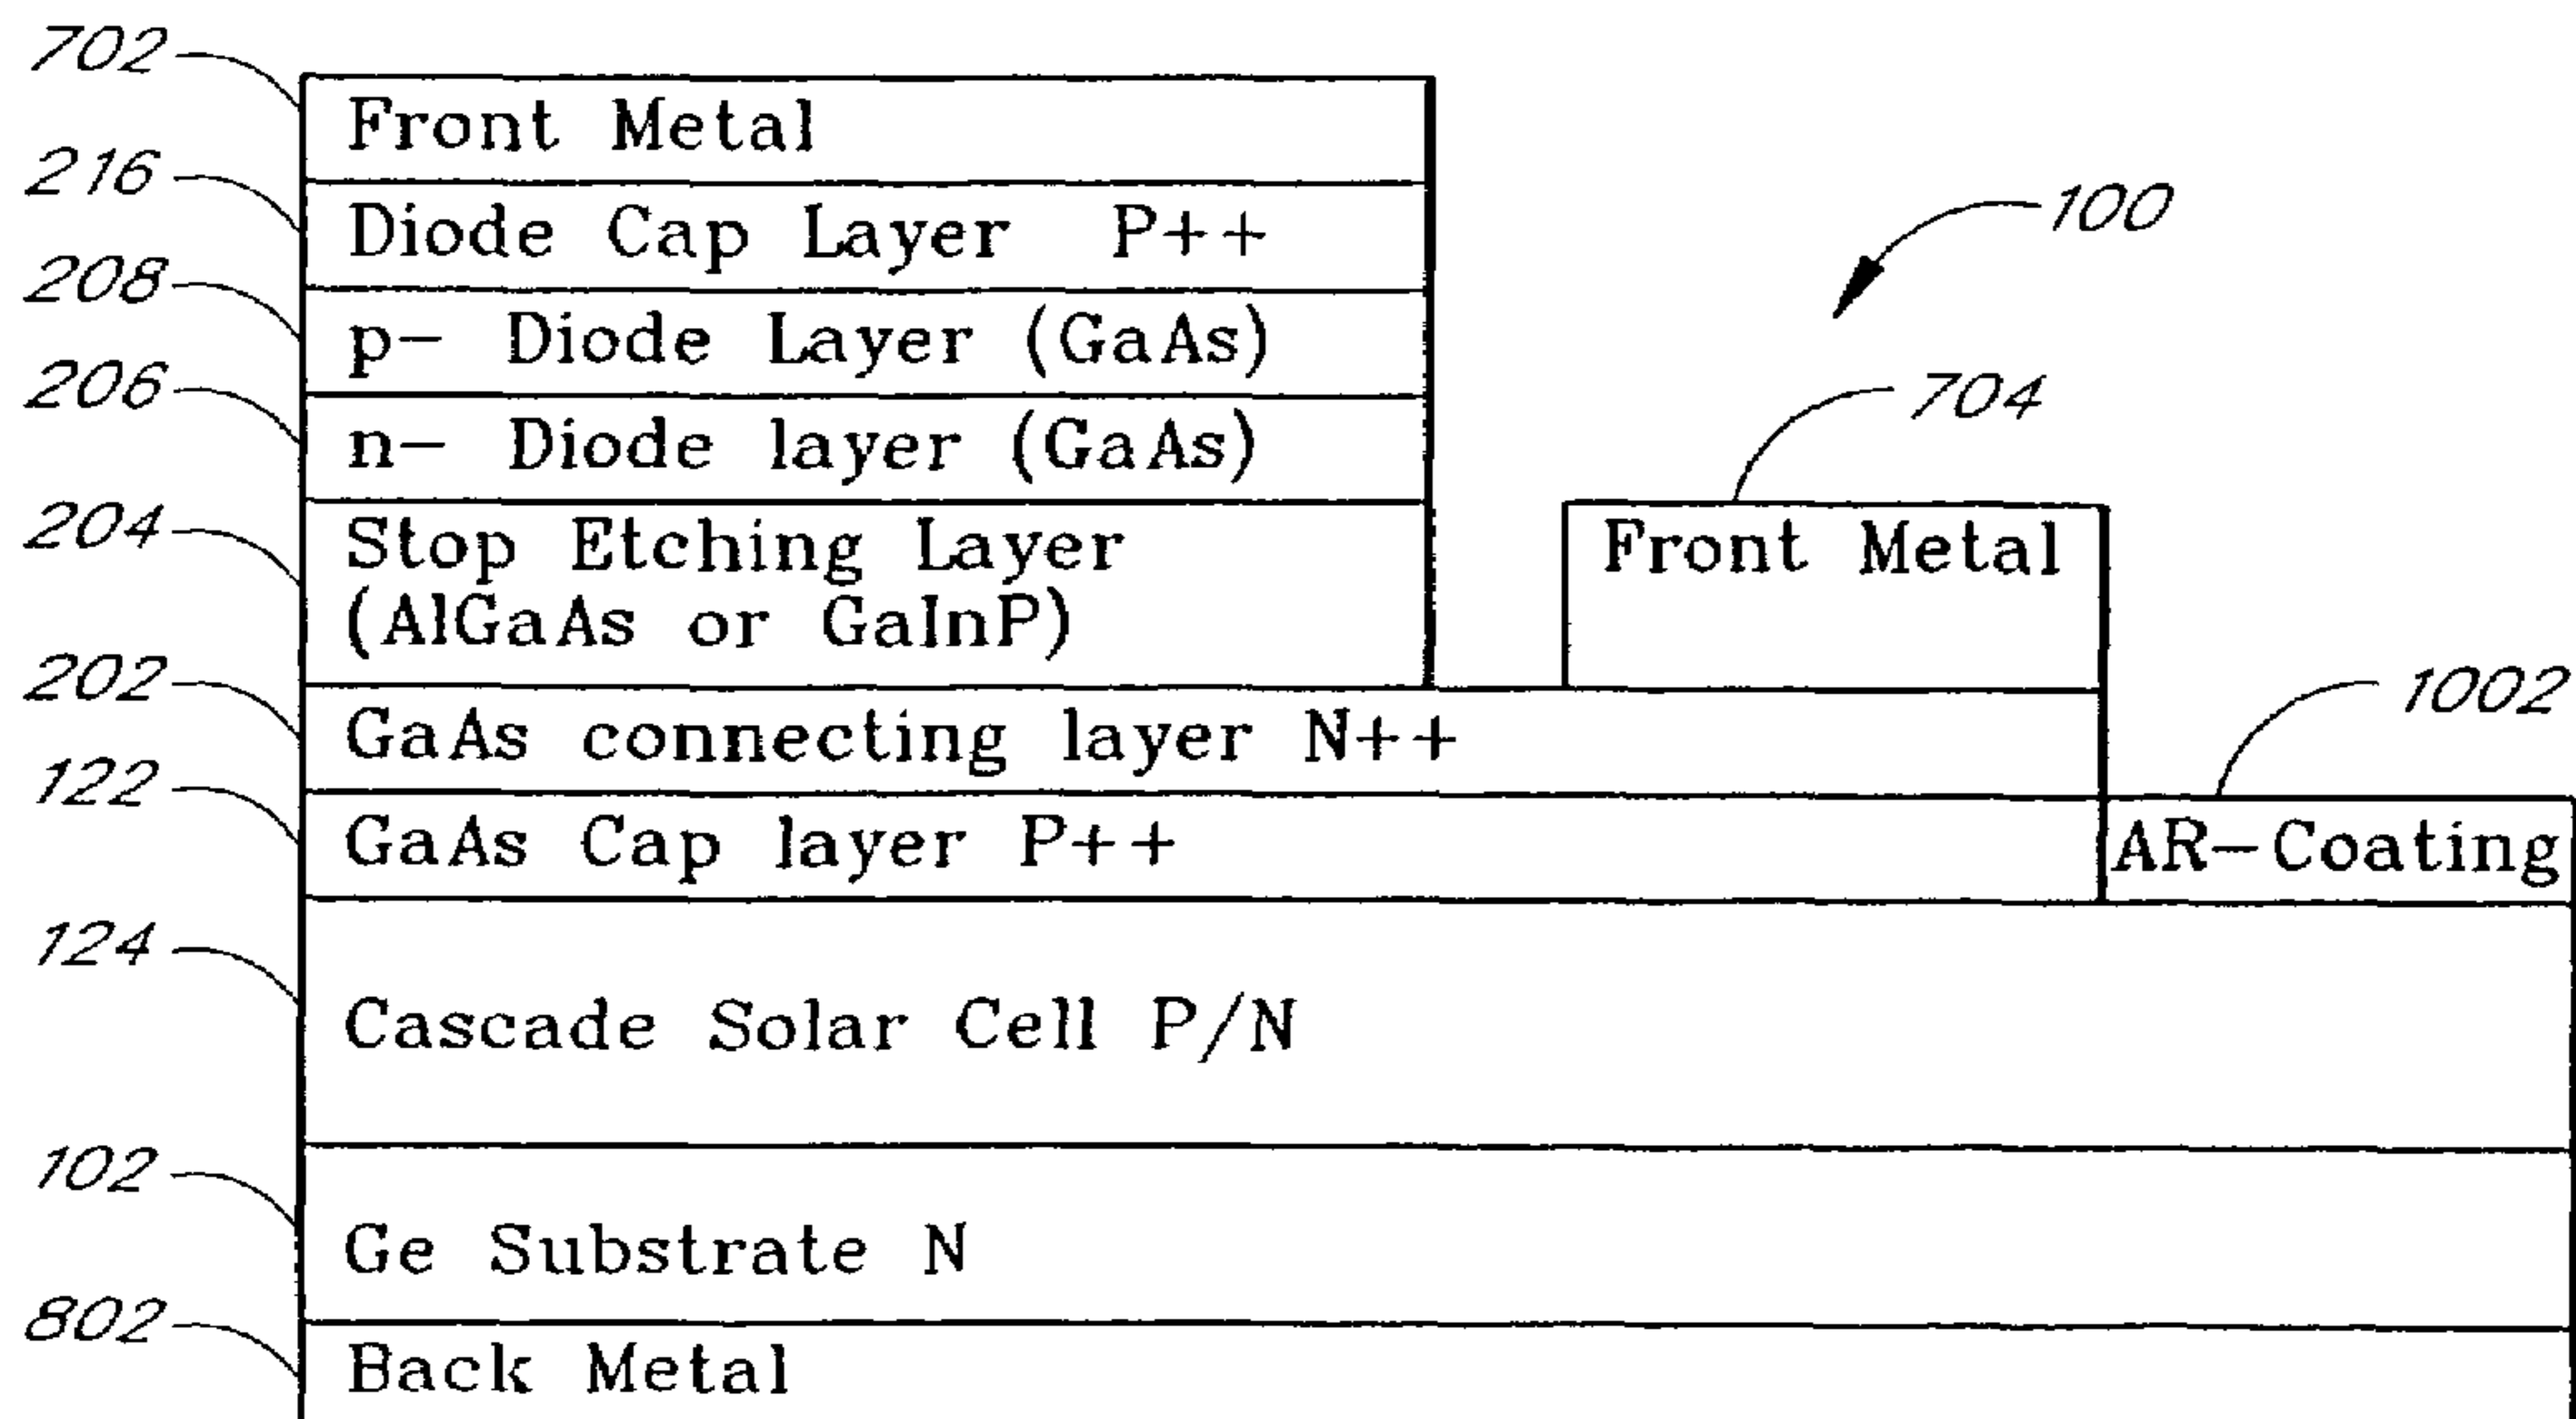 702
Front Metal
216
Diode Cap Layer P++
100
208
p- Diode Layer (GaAs)
206
n- Diode layer (GaAs)
704
204
Stop Etching Layer
(AlGaAs or GaInP)
Front Metal
202
GaAs connecting layer N++
1002
122
GaAs Cap layer P++
AR-Coating
124
Cascade Solar Cell P/N
102
Ge Substrate N
802
Back Metal